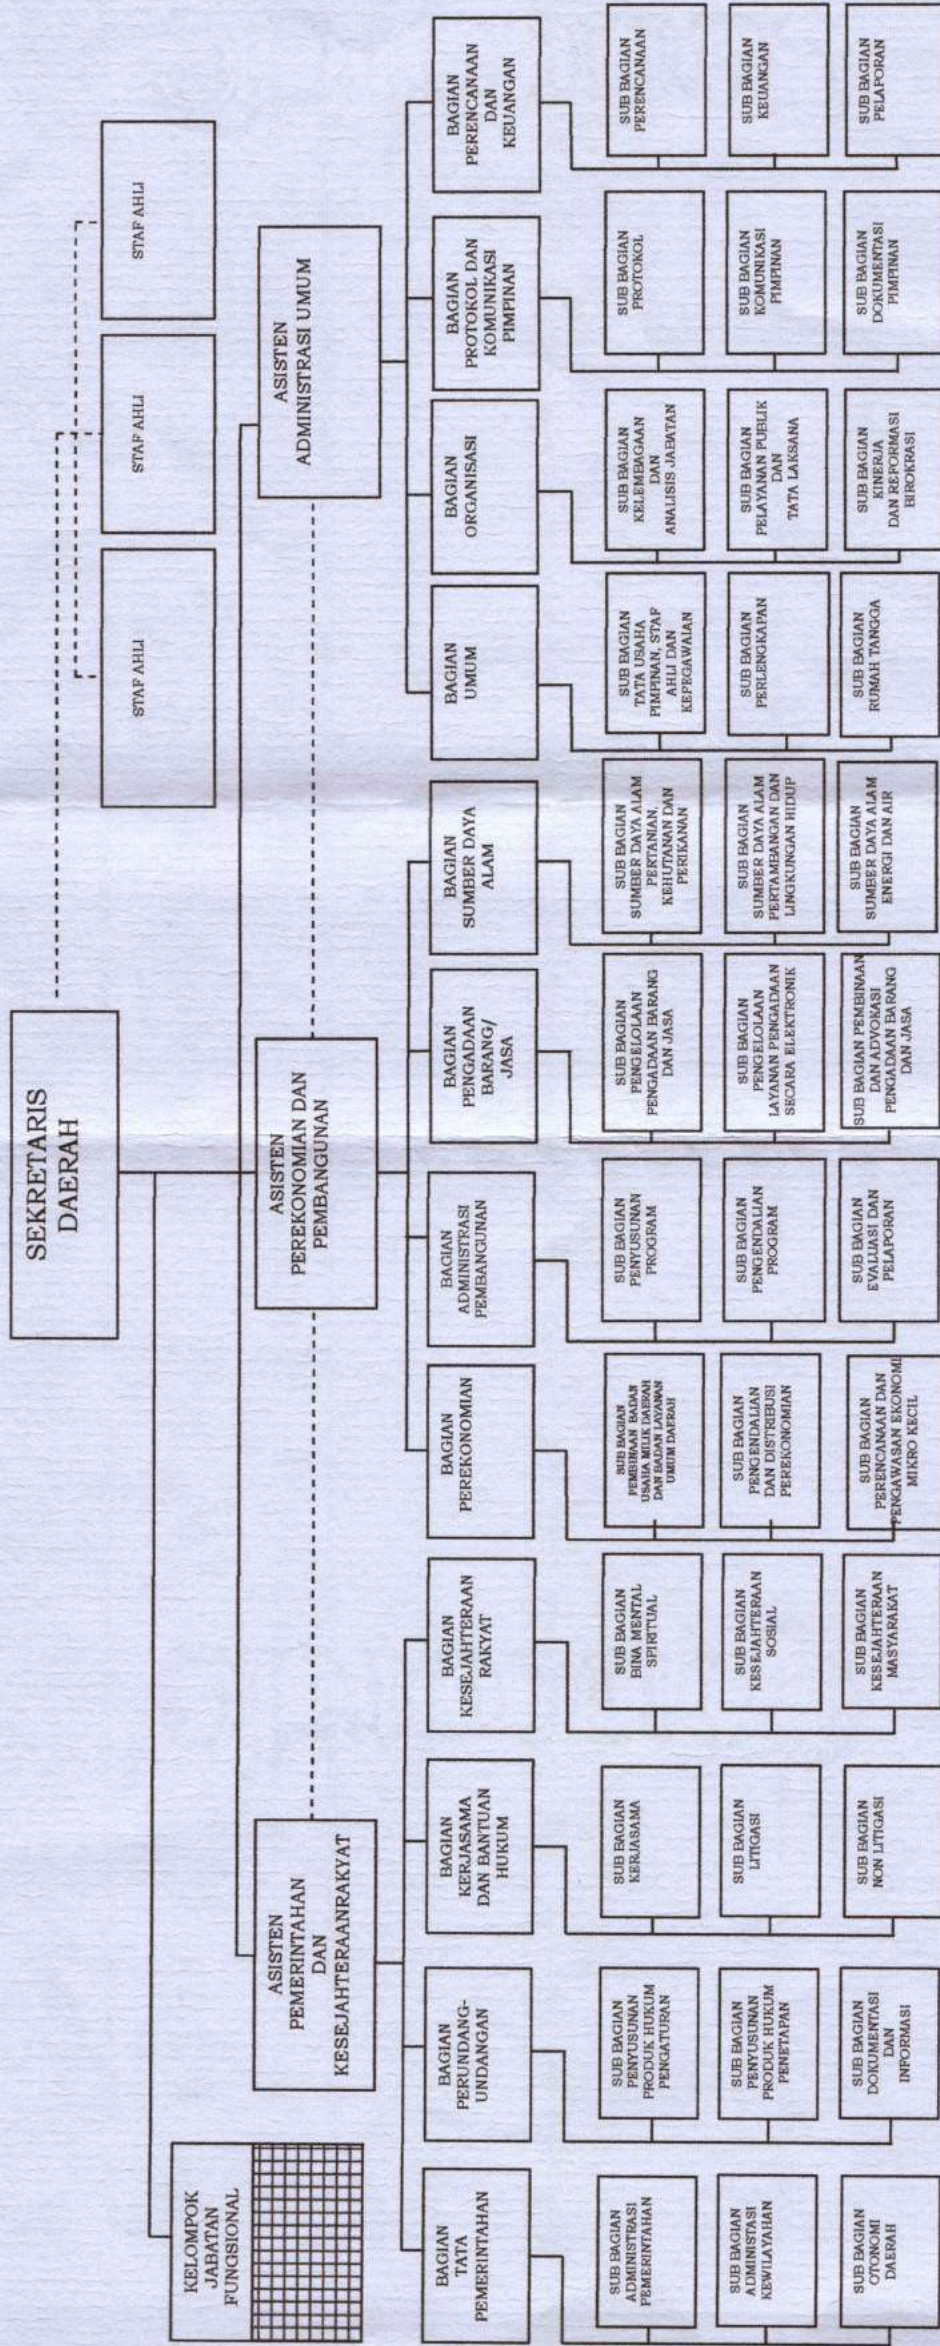 SEKRETARIS
DAERAH
STAF AHLI
STAF AHLI
STAF AHLI
KELOMPOK
JABATAN
FUNGSIONAL
ASISTEN
PEMERINTAHAN
DAN
KESEJAHTERAANRAKYAT
ASISTEN
PEREKONOMIAN DAN
PEMBANGUNAN
ASISTEN
ADMINISTRASI UMUM
BAGIAN
TATA
PEMERINTAHAN
BAGIAN
PERUNDANG-
UNDANGAN
BAGIAN
KERJASAMA
DAN BANTUAN
HUKUM
BAGIAN
KESEJAHTERAAN
RAKYAT
BAGIAN
PEREKONOMIAN
BAGIAN
ADMINISTRASI
PEMBANGUNAN
BAGIAN
PENGADAAN
BARANG/
JASA
BAGIAN
SUMBER DAYA
ALAM
BAGIAN
UMUM
BAGIAN
ORGANISASI
BAGIAN
PROTOKOL DAN
KOMUNIKASI
PIMPINAN
BAGIAN
PERENCANAAN
DAN
KEUANGAN
SUB BAGIAN
ADMINISTRASI
PEMERINTAHAN
SUB BAGIAN
PENYUSUNAN
PRODUK HUKUM
PENGATURAN
SUB BAGIAN
KERJASAMA
SUB BAGIAN
BINA MENTAL
SPIRITUAL
SUB BAGIAN
PEMBINAAN BADAN
USAHA MILIK DAERAH
DAN BADAN LAYANAN
UMUM DAERAH
SUB BAGIAN
PENYUSUNAN
PROGRAM
SUB BAGIAN
PENGELOLAAN
PENGADAAN BARANG
DAN JASA
SUB BAGIAN
SUMBER DAYA ALAM
PERTANIAN,
KEHUTANAN DAN
PERIKANAN
SUB BAGIAN
TATA USAHA
PIMPINAN, STAF
AHLI DAN
KEPEGAWAIAN
SUB BAGIAN
KELEMBAGAAN
DAN
ANALISIS JABATAN
SUB BAGIAN
PROTOKOL
SUB BAGIAN
PERENCANAAN
SUB BAGIAN
ADMINISTASI
KEWILAYAHAN
SUB BAGIAN
PENYUSUNAN
PRODUK HUKUM
PENETAPAN
SUB BAGIAN
LITIGASI
SUB BAGIAN
KESEJAHTERAAN
SOSIAL
SUB BAGIAN
PENGENDALIAN
DAN DISTRIBUSI
PEREKONOMIAN
SUB BAGIAN
PENGENDALIAN
PROGRAM
SUB BAGIAN
PENGELOLAAN
LAYANAN PENGADAAN
SECARA ELEKTRONIK
SUB BAGIAN
SUMBER DAYA ALAM
PERTAMBANGAN DAN
LINGKUNGAN HIDUP
SUB BAGIAN
PERLENGKAPAN
SUB BAGIAN
PELAYANAN PUBLIK
DAN
TATA LAKSANA
SUB BAGIAN
KOMUNIKASI
PIMPINAN
SUB BAGIAN
KEUANGAN
SUB BAGIAN
OTONOMI
DAERAH
SUB BAGIAN
DOKUMENTASI
DAN
INFORMASI
SUB BAGIAN
NON LITIGASI
SUB BAGIAN
KESEJAHTERAAN
MASYARAKAT
SUB BAGIAN
PERENCANAAN DAN
PENGAWASAN EKONOMI
MIKRO KECIL
SUB BAGIAN
EVALUASI DAN
PELAPORAN
SUB BAGIAN PEMBINAAN
DAN ADVOKASI
PENGADAAN BARANG
DAN JASA
SUB BAGIAN
SUMBER DAYA ALAM
ENERGI DAN AIR
SUB BAGIAN
RUMAH TANGGA
SUB BAGIAN
KINERJA
DAN REFORMASI
BIROKRASI
SUB BAGIAN
DOKUMENTASI
PIMPINAN
SUB BAGIAN
PELAPORAN